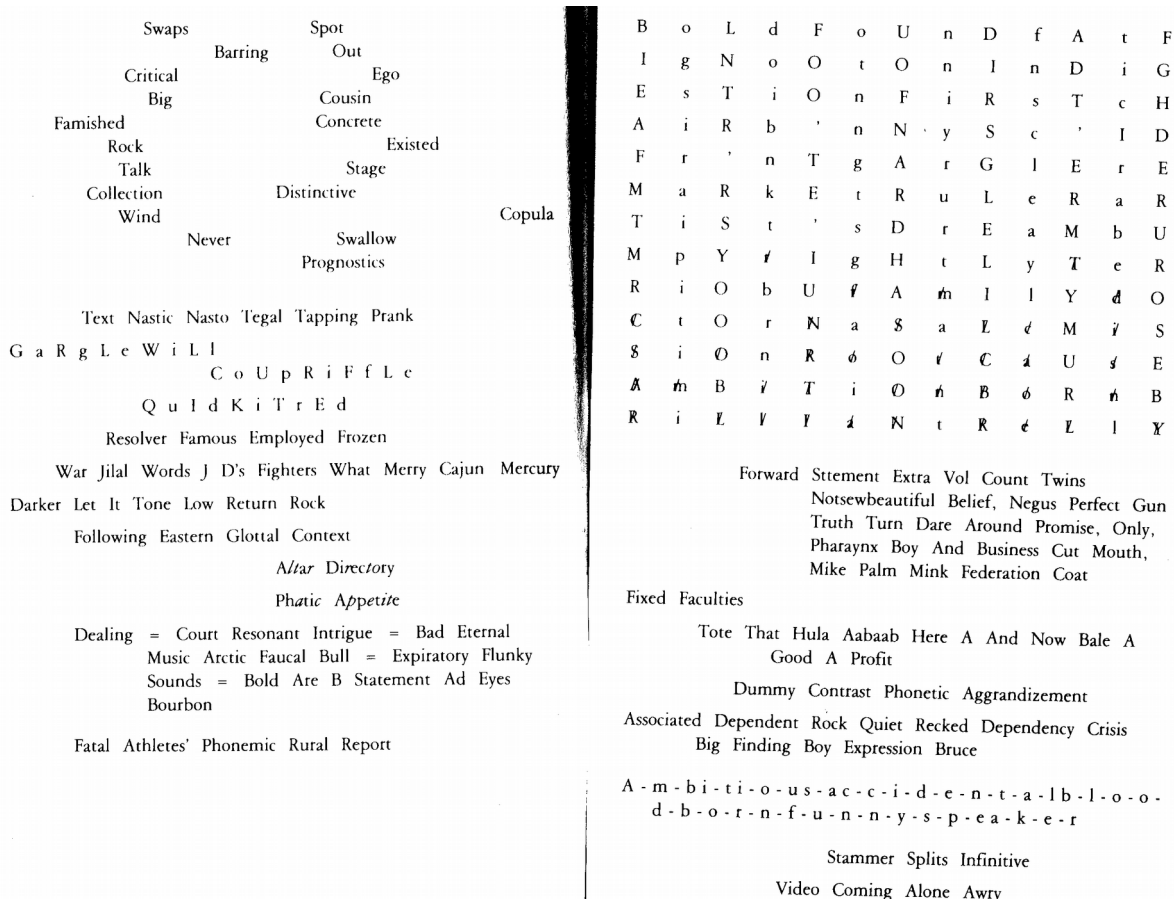 Swaps Spot
Barring Out
Critical Ego
Big Cousin
Famished Concrete
Rock Existed
Talk Stage
Collection Distinctive
Wind Copula
Never Swallow
Prognostics
Text Nastic Nasto Tegal Tapping Prank
G a R g L e W i L l
C o U p R i F f L e
Q u I d K i T r E d
Resolver Famous Employed Frozen
War Jilal Words J D's Fighters What Merry Cajun Mercury
Darker Let It Tone Low Return Rock
Following Eastern Glottal Context
Altar Directory
Phatic Appetite
Dealing = Court Resonant Intrigue = Bad Eternal
Music Arctic Faucal Bull = Expiratory Flunky
Sounds = Bold Are B Statement Ad Eyes
Bourbon
Fatal Athletes' Phonemic Rural Report
B o L d F o U n D f A t F
I g N o O t O n I n D i G
E s T i O n F i R s T c H
A i R b ' n N y S c ' I D
F r ' n T g A r G l E r E
M a R k E t R u L e R a R
T i S t ' s D r E a M b U
M p Y I g H t L y T e R
R i O b U f A m I l Y d O
C t O r N a S a L d M i S
S i O n R o O t C a U s E
A m B i T i O n B o R n B
R i L l Y a N t R e L l Y
Forward Sttement Extra Vol Count Twins
Notsewbeautiful Belief, Negus Perfect Gun
Truth Turn Dare Around Promise, Only,
Pharaynx Boy And Business Cut Mouth,
Mike Palm Mink Federation Coat
Fixed Faculties
Tote That Hula Aabaab Here A And Now Bale A
Good A Profit
Dummy Contrast Phonetic Aggrandizement
Associated Dependent Rock Quiet Recked Dependency Crisis
Big Finding Boy Expression Bruce
A - m - b i - t i - o - u s - a c - c - i - d - e - n - t - a - l b - l - o - o -
d - b - o - r - n - f - u - n - n - y - s - p - e a - k - e - r
Stammer Splits Infinitive
Video Coming Alone Awry